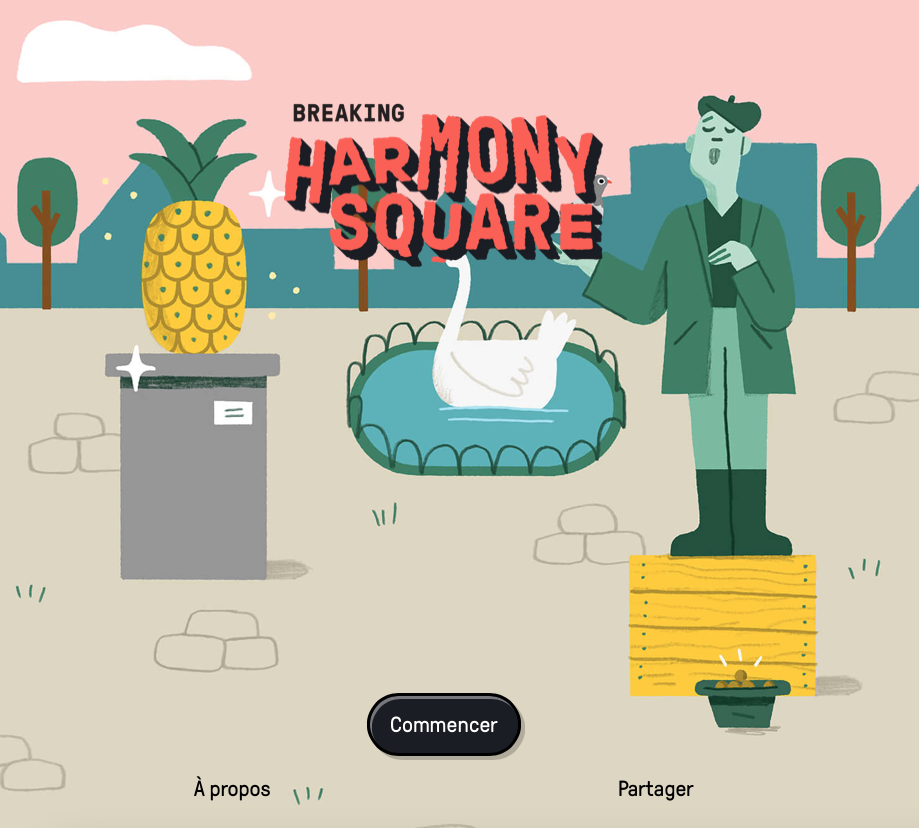 BREAKING
HARMONY
SQUARE
Commencer
À propos
Partager